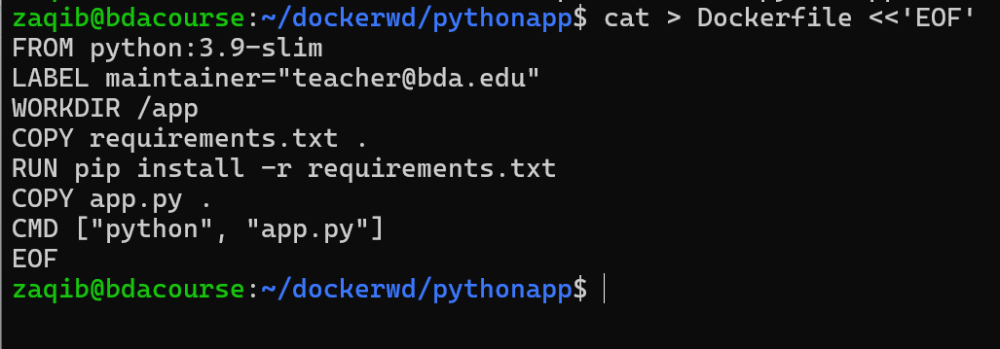 zaqib@bdacourse:~/dockerwd/pythonapp$ cat > Dockerfile <<'EOF'
FROM python:3.9-slim
LABEL maintainer="teacher@bda.edu"
WORKDIR /app
COPY requirements.txt .
RUN pip install -r requirements.txt
COPY app.py .
CMD ["python", "app.py"]
EOF
zaqib@bdacourse:~/dockerwd/pythonapp$